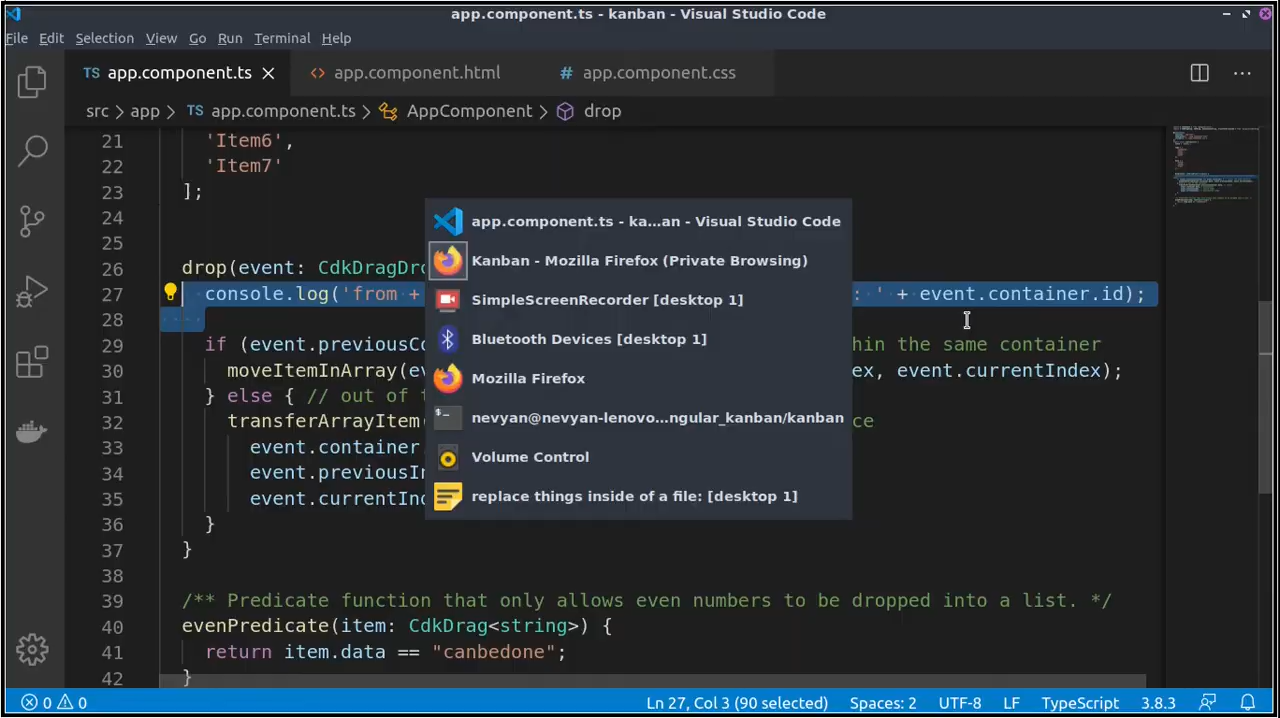 app.component.ts - kanban - Visual Studio Code
File Edit Selection View Go Run Terminal Help
TS app.component.ts app.component.html # app.component.css
src > app > TS app.component.ts > AppComponent > drop
21 'Item6',
22 'Item7'
23 ];
24
25
26 drop(event: CdkDragDro
27 console.log('from + : ' + event.container.id);
28
29 if (event.previousCo hin the same container
30 moveItemInArray(ev ex, event.currentIndex);
31 } else { // out of t
32 transferArrayItem( ce
33 event.container
34 event.previousIn
35 event.currentInd
36 }
37 }
38
39 /** Predicate function that only allows even numbers to be dropped into a list. */
40 evenPredicate(item: CdkDrag<string>) {
41 return item.data == "canbedone";
42 }
app.component.ts - ka...an - Visual Studio Code
Kanban - Mozilla Firefox (Private Browsing)
SimpleScreenRecorder [desktop 1]
Bluetooth Devices [desktop 1]
Mozilla Firefox
nevyan@nevyan-lenovo...ngular_kanban/kanban
Volume Control
replace things inside of a file: [desktop 1]
0 0 Ln 27, Col 3 (90 selected) Spaces: 2 UTF-8 LF TypeScript 3.8.3